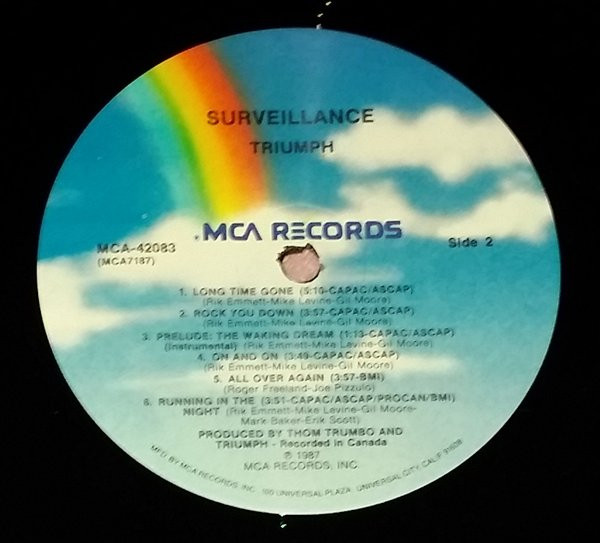 SURVEILLANCE
TRIUMPH
MCA RECORDS
MCA-42083
(MCA7187)
Side 2
1. LONG TIME GONE (5:10-CAPAC/ASCAP)
(Rik Emmett-Mike Levine-Gil Moore)
2. ROCK YOU DOWN (3:57-CAPAC/ASCAP)
(Rik Emmett-Mike Levine-Gil Moore)
3. PRELUDE: THE WAKING DREAM (1:13-CAPAC/ASCAP)
(Instrumental) (Rik Emmett-Mike Levine-Gil Moore)
4. ON AND ON (3:49-CAPAC/ASCAP)
(Rik Emmett-Mike Levine-Gil Moore)
5. ALL OVER AGAIN (3:57-BMI)
(Roger Freeland-Joe Pizzulo)
6. RUNNING IN THE (3:51-CAPAC/ASCAP/PROCAN/BMI)
NIGHT (Rik Emmett-Mike Levine-Gil Moore-
Mark Baker-Erik Scott)
PRODUCED BY THOM TRUMBO AND
TRIUMPH - Recorded in Canada
℗ 1987
MCA RECORDS, INC.
MFD. BY MCA RECORDS, INC., 100 UNIVERSAL PLAZA, UNIVERSAL CITY, CALIF. 91608